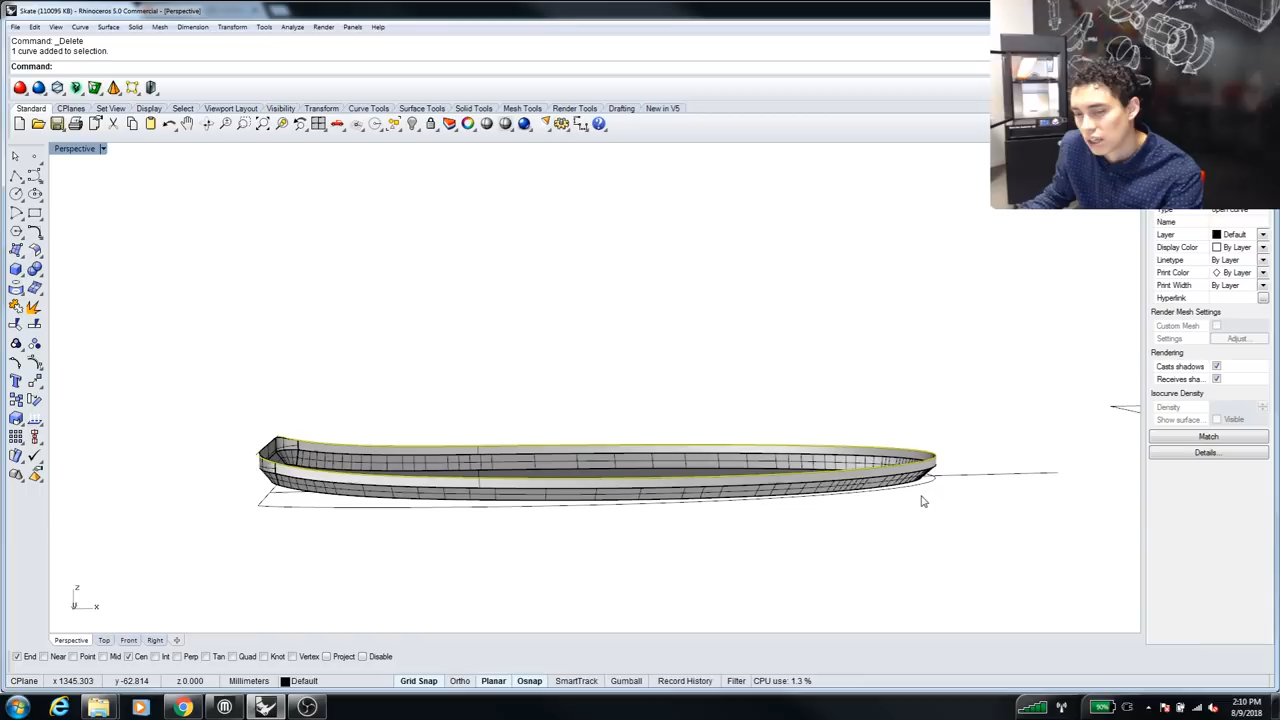 Skate (110095 KB) - Rhinoceros 5.0 Commercial - [Perspective]
File Edit View Curve Surface Solid Mesh Dimension Transform Tools Analyze Render Panels Help
Command: _Delete
1 curve added to selection.
Command:
Standard CPlanes Set View Display Select Viewport Layout Visibility Transform Curve Tools Surface Tools Solid Tools Mesh Tools Render Tools Drafting New in V5
Perspective
Name
Layer Default
Display Color By Layer
Linetype By Layer
Print Color By Layer
Print Width By Layer
Hyperlink
Render Mesh Settings
Custom Mesh
Settings Adjust...
Rendering
Casts shadows
Receives sha...
Isocurve Density
Density
Show surface... Visible
Match
Details...
z
y x
Perspective Top Front Right
End Near Point Mid Cen Int Perp Tan Quad Knot Vertex Project Disable
CPlane x 1345.303 y -62.814 z 0.000 Millimeters Default Grid Snap Ortho Planar Osnap SmartTrack Gumball Record History Filter CPU use: 1.3 %
90%
2:10 PM
8/9/2018